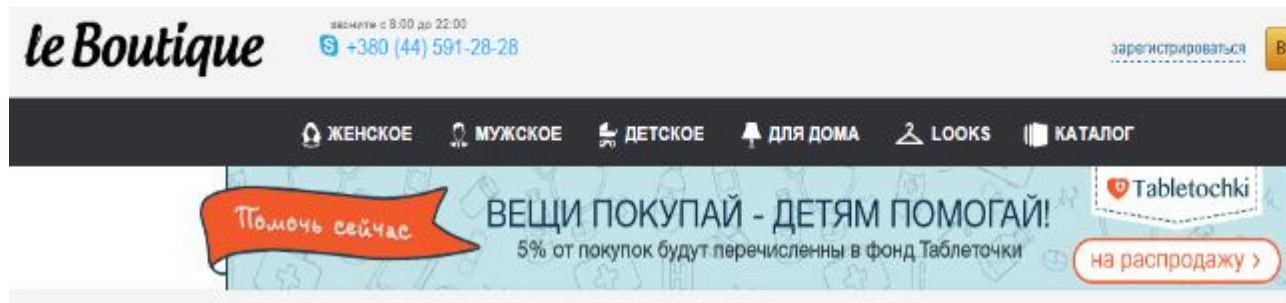 le Boutique
звоните с 8:00 до 22:00
+380 (44) 591-28-28
зарегистрироваться
В
ЖЕНСКОЕ МУЖСКОЕ ДЕТСКОЕ ДЛЯ ДОМА LOOKS КАТАЛОГ
Помочь сейчас
ВЕЩИ ПОКУПАЙ - ДЕТЯМ ПОМОГАЙ!
5% от покупок будут перечисленны в фонд Таблеточки
Tabletochki
на распродажу >